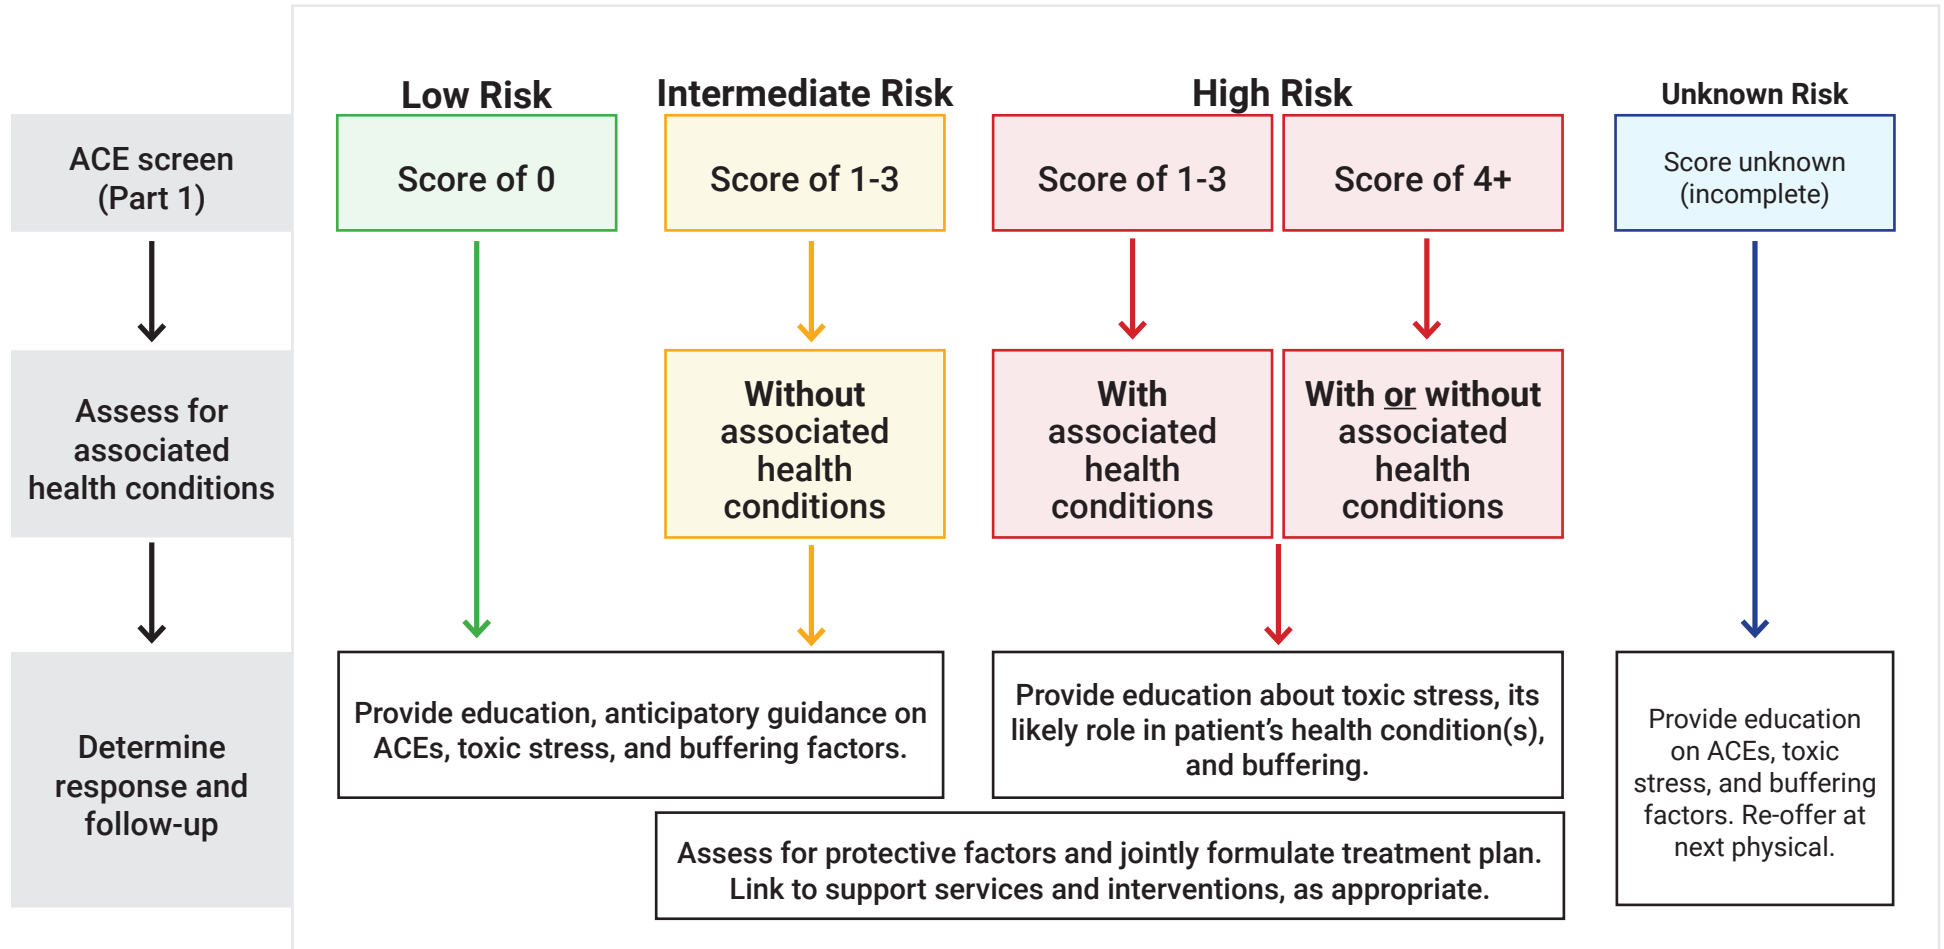 Low Risk
Intermediate Risk
High Risk
Unknown Risk
ACE screen
(Part 1)
Score of 0
Score of 1-3
Score of 1-3
Score of 4+
Score unknown
(incomplete)
Assess for
associated
health conditions
Without
associated
health
conditions
With
associated
health
conditions
With or without
associated
health
conditions
Determine
response and
follow-up
Provide education, anticipatory guidance on
ACEs, toxic stress, and buffering factors.
Provide education about toxic stress, its
likely role in patient’s health condition(s),
and buffering.
Assess for protective factors and jointly formulate treatment plan.
Link to support services and interventions, as appropriate.
Provide education
on ACEs, toxic
stress, and buffering
factors. Re-offer at
next physical.